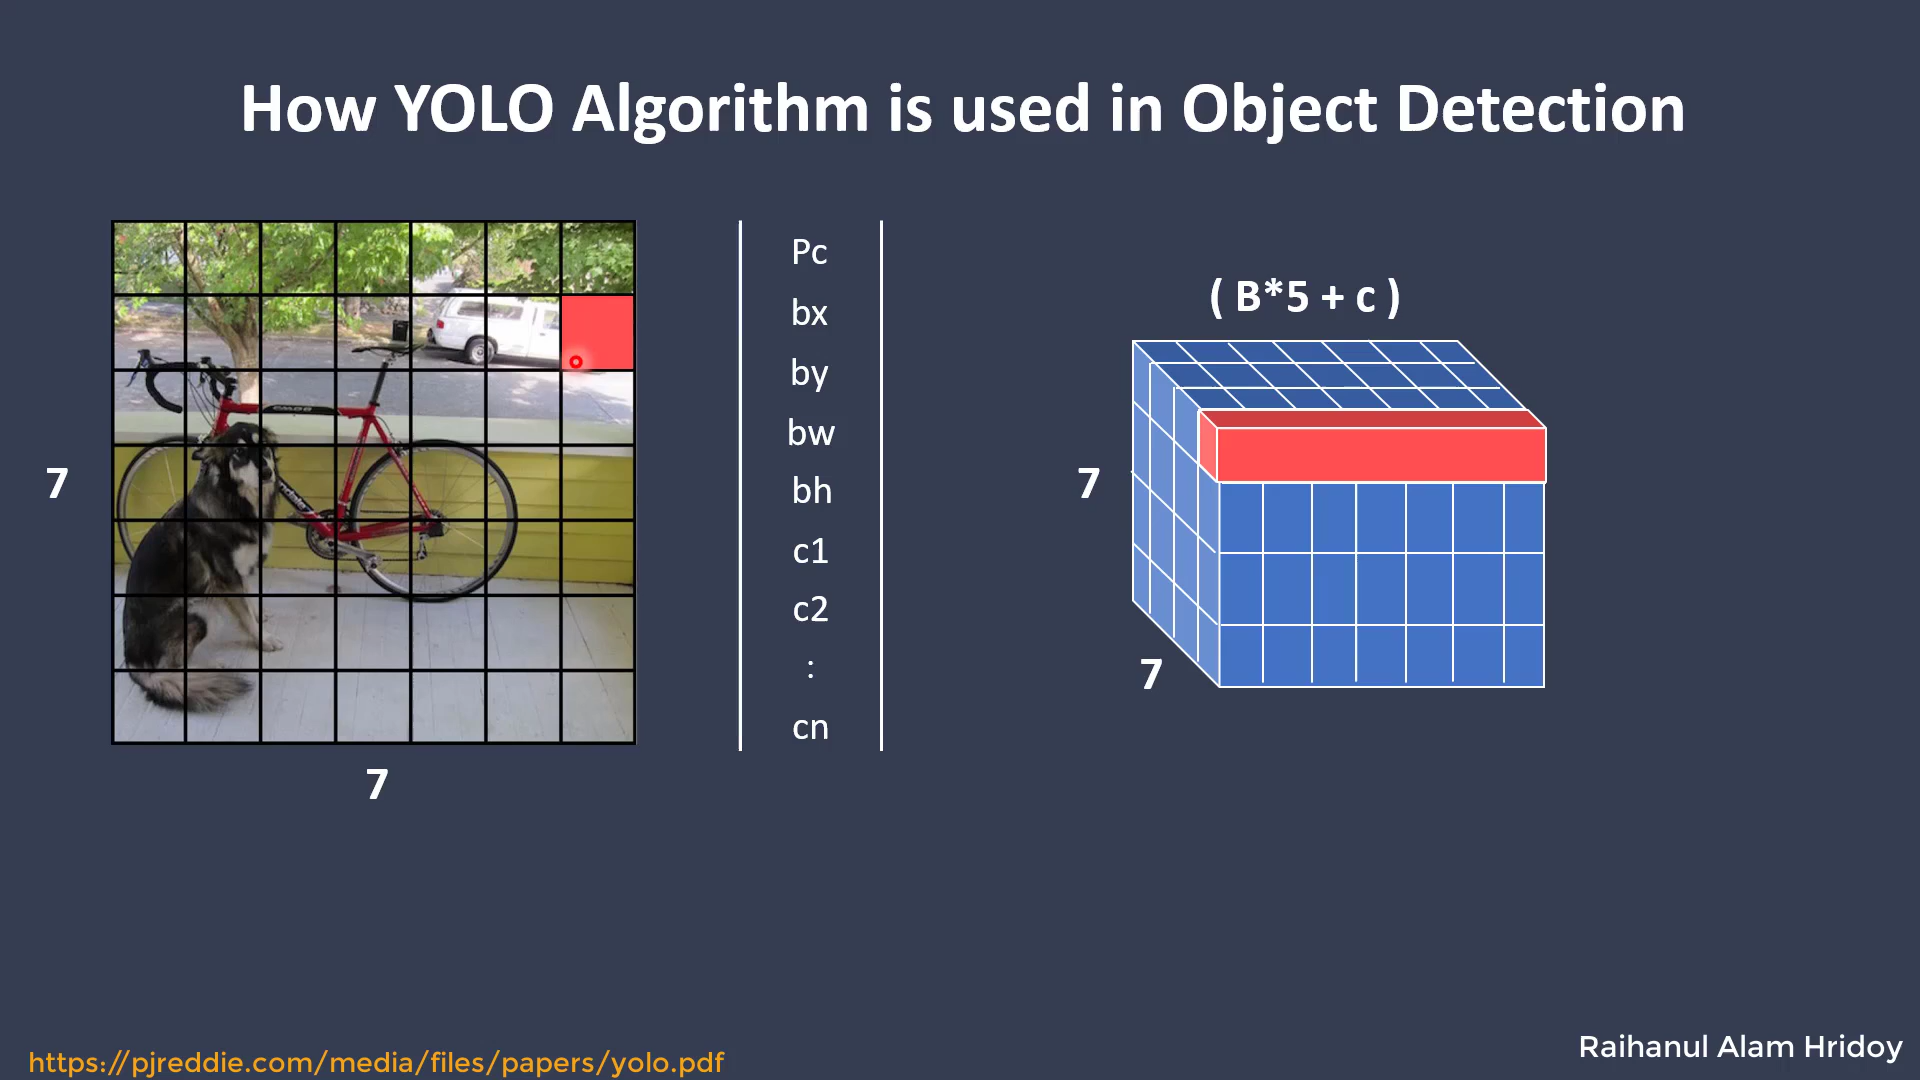 How YOLO Algorithm is used in Object Detection
7
7
Pc
bx
by
bw
bh
c1
c2
:
cn
( B*5 + c )
7
7
https://pjreddie.com/media/files/papers/yolo.pdf
Raihanul Alam Hridoy